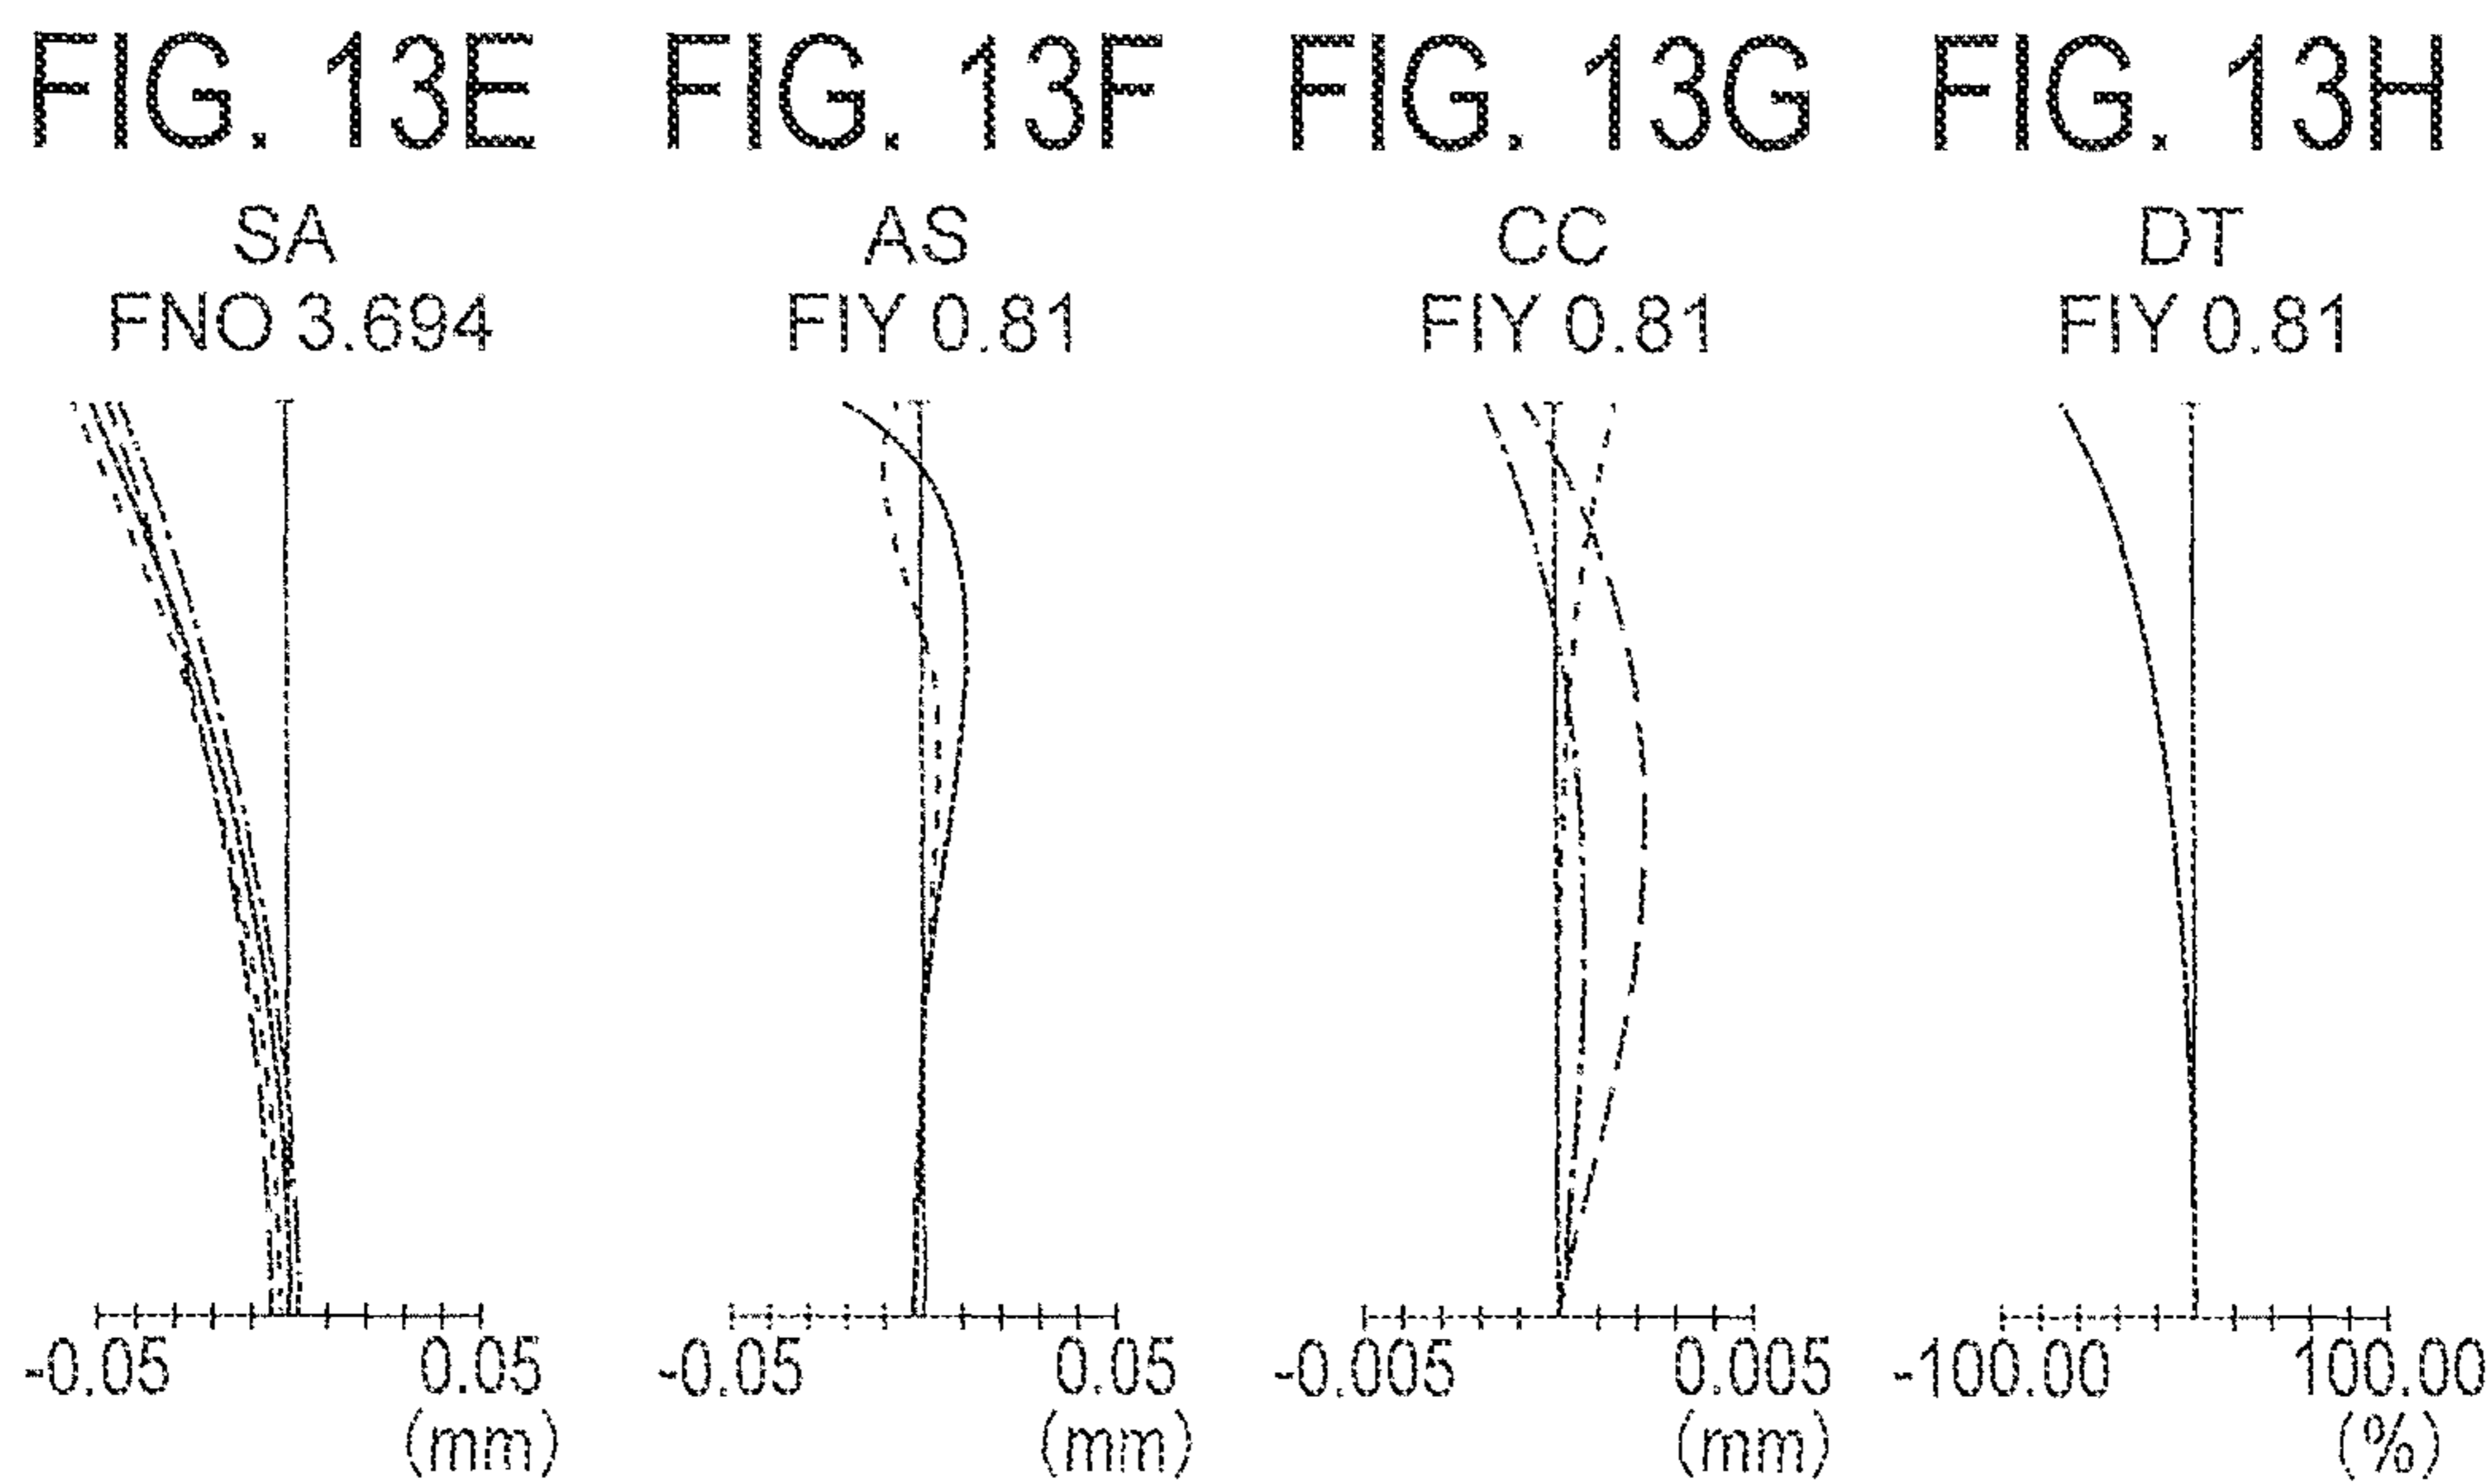 FIG. 13E FIG. 13F FIG. 13G FIG. 13H
SA AS CC DT
FNO 3.694 FIY 0.81 FIY 0.81 FIY 0.81
-0.05 0.05 -0.05 0.05 -0.005 0.005 -100.00 100.00
(mm) (mm) (mm) (%)